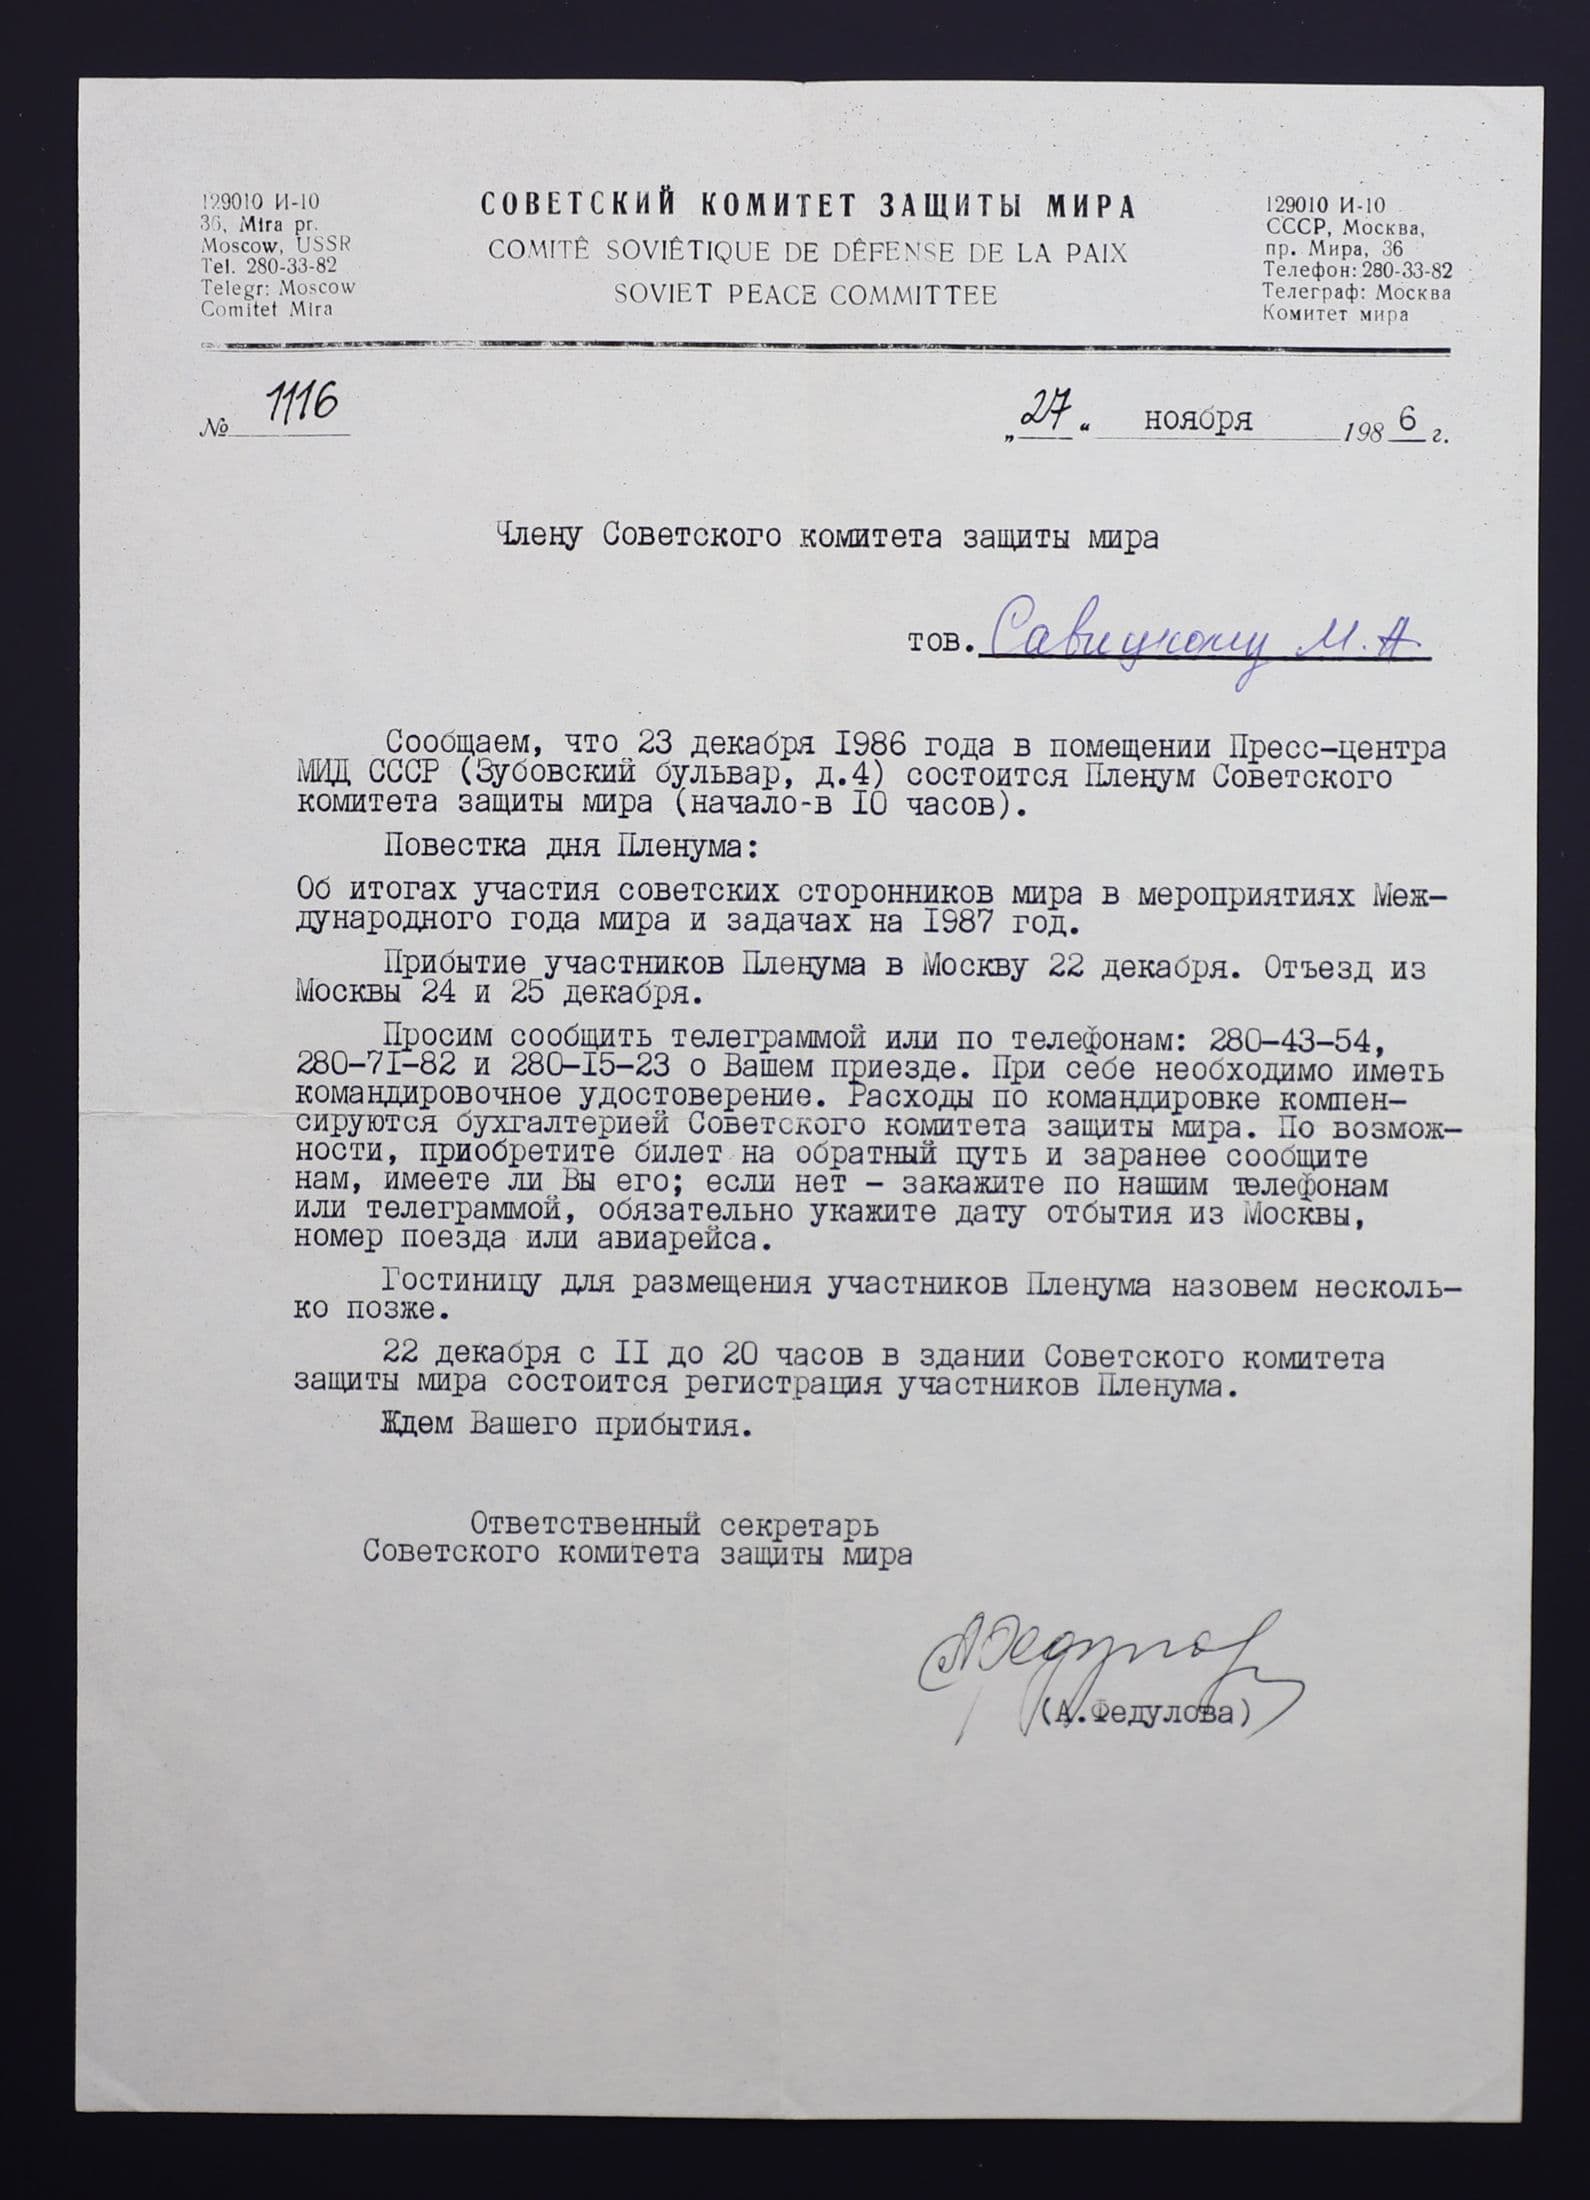 129010 И-10
36, Mira pr.
Moscow, USSR
Tel. 280-33-82
Telegr: Moscow
Comitet Mira
СОВЕТСКИЙ КОМИТЕТ ЗАЩИТЫ МИРА
COMITÊ SOVIÊTIQUE DE DÊFENSE DE LA PAIX
SOVIET PEACE COMMITTEE
129010 И-10
СССР, Москва,
пр. Мира, 36
Телефон: 280-33-82
Телеграф: Москва
Комитет мира
№ 1116
„27“ ноября 1986 г.
Члену Советского комитета защиты мира
тов. Савицкому М.А.
Сообщаем, что 23 декабря 1986 года в помещении Пресс-центра
МИД СССР (Зубовский бульвар, д.4) состоится Пленум Советского
комитета защиты мира (начало-в 10 часов).
Повестка дня Пленума:
Об итогах участия советских сторонников мира в мероприятиях Меж-
дународного года мира и задачах на 1987 год.
Прибытие участников Пленума в Москву 22 декабря. Отъезд из
Москвы 24 и 25 декабря.
Просим сообщить телеграммой или по телефонам: 280-43-54,
280-71-82 и 280-15-23 о Вашем приезде. При себе необходимо иметь
командировочное удостоверение. Расходы по командировке компен-
сируются бухгалтерией Советского комитета защиты мира. По возмож-
ности, приобретите билет на обратный путь и заранее сообщите
нам, имеете ли Вы его; если нет - закажите по нашим телефонам
или телеграммой, обязательно укажите дату отбытия из Москвы,
номер поезда или авиарейса.
Гостиницу для размещения участников Пленума назовем несколь-
ко позже.
22 декабря с 11 до 20 часов в здании Советского комитета
защиты мира состоится регистрация участников Пленума.
Ждем Вашего прибытия.
Ответственный секретарь
Советского комитета защиты мира
АФедулов
(А.Федулова)